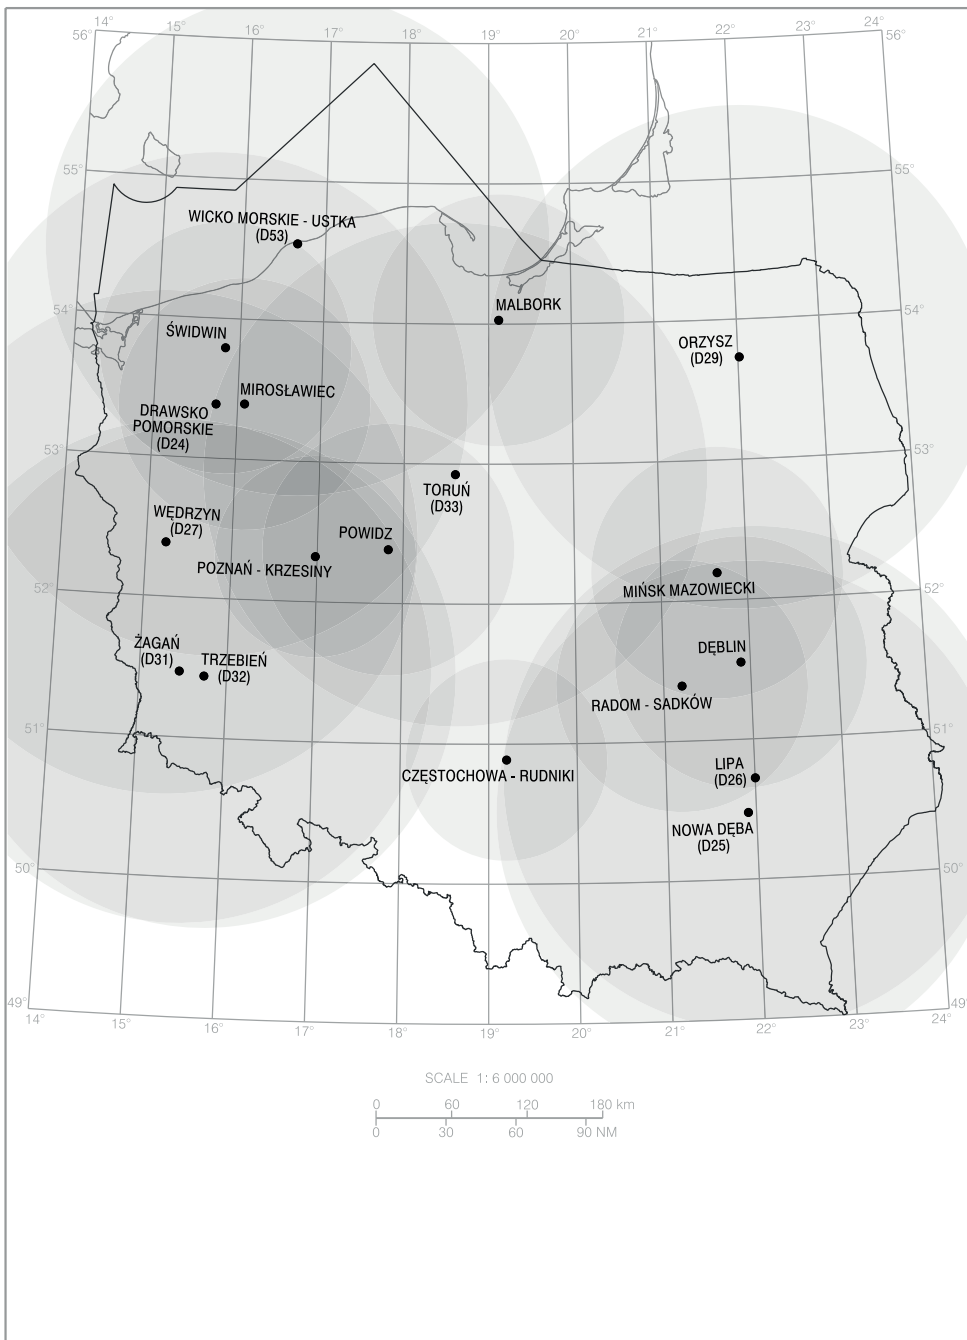 14° 15° 16° 17° 18° 19° 20° 21° 22° 23° 24°
56° 56°
55° 55°
WICKO MORSKIE - USTKA
(D53)
54° 54°
MALBORK
ŚWIDWIN
ORZYSZ
(D29)
MIROSŁAWIEC
DRAWSKO
POMORSKIE
(D24)
53° 53°
TORUŃ
(D33)
WĘDRZYN
(D27)
POWIDZ
POZNAŃ - KRZESINY
52° 52°
MIŃSK MAZOWIECKI
ŻAGAŃ
(D31)
TRZEBIEŃ
(D32)
DĘBLIN
RADOM - SADKÓW
51° 51°
CZĘSTOCHOWA - RUDNIKI
LIPA
(D26)
NOWA DĘBA
(D25)
50° 50°
49° 49°
14° 15° 16° 17° 18° 19° 20° 21° 22° 23° 24°
SCALE 1: 6 000 000
0 60 120 180 km
0 30 60 90 NM